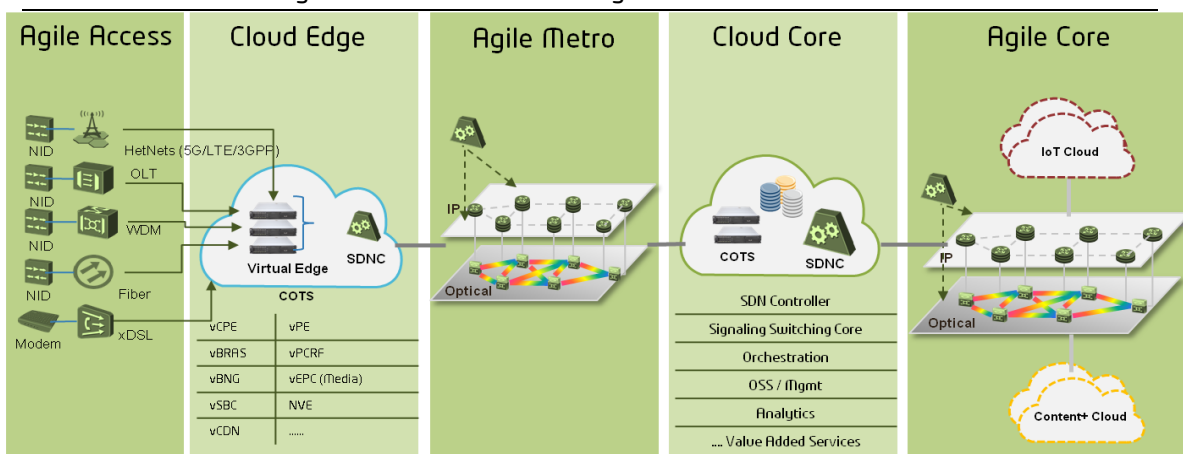 Agile Access
Cloud Edge
Agile Metro
Cloud Core
Agile Core
NID
HetNets (5G/LTE/3GPP)
NID
OLT
NID
WDM
NID
Fiber
Modem
xDSL
Virtual Edge
SDNC
COTS
vCPE vPE
vBRAS vPCRF
vBNG vEPC (Media)
vSBC NVE
vCDN ......
IP
Optical
COTS
SDNC
SDN Controller
Signaling Switching Core
Orchestration
OSS / Mgmt
Analytics
.... Value Added Services
IoT Cloud
IP
Optical
Content+ Cloud